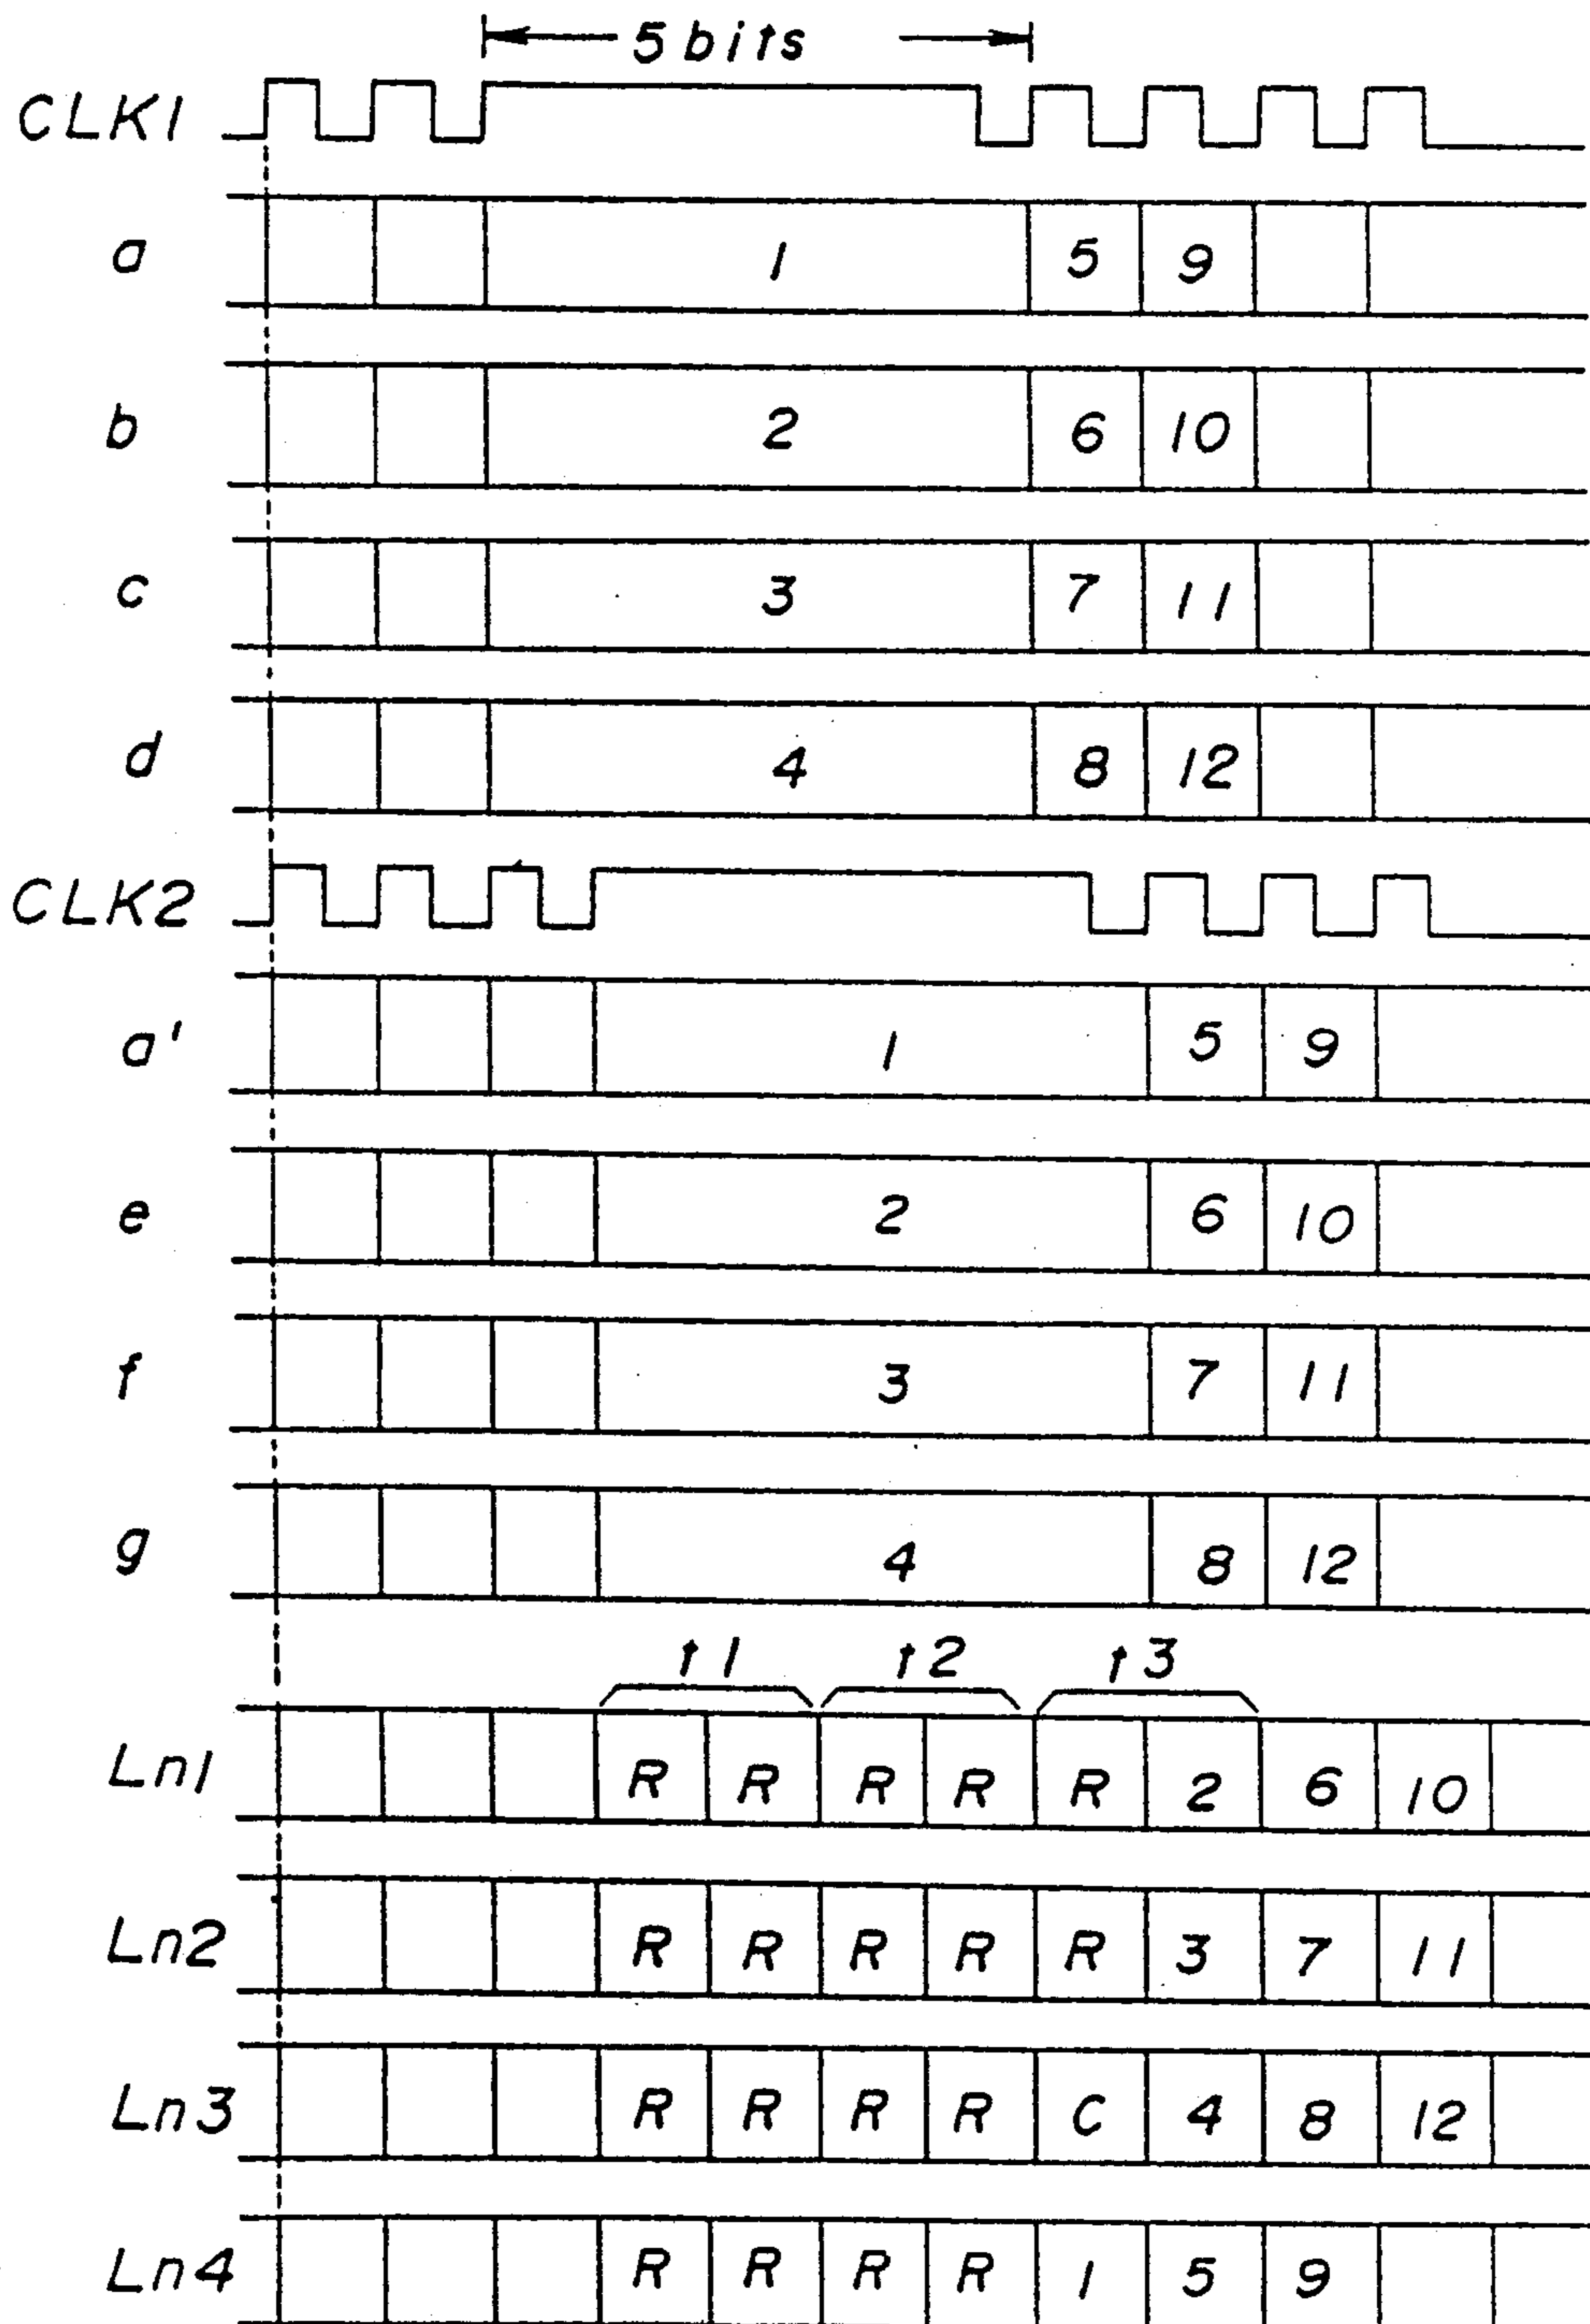 5 bits
CLK1
a 1 5 9
b 2 6 10
c 3 7 11
d 4 8 12
CLK2
a' 1 5 9
e 2 6 10
f 3 7 11
g 4 8 12
t1 t2 t3
Ln1 R R R R R 2 6 10
Ln2 R R R R R 3 7 11
Ln3 R R R R C 4 8 12
Ln4 R R R R 1 5 9